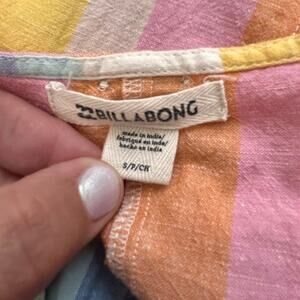 BILLABONG
made in india/
fabriqué en inde/
hecho en india
S/P/CH